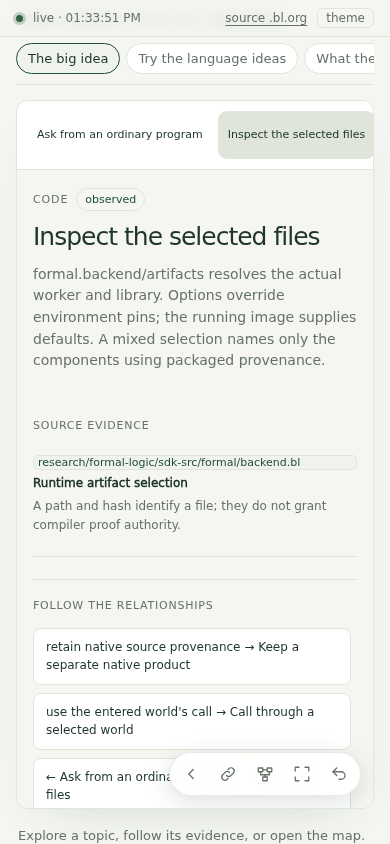 live · 01:33:51 PM
source .bl.org
theme
The big idea
Try the language ideas
What the
Ask from an ordinary program
Inspect the selected files
CODE
observed
Inspect the selected files
formal.backend/artifacts resolves the actual
worker and library. Options override
environment pins; the running image supplies
defaults. A mixed selection names only the
components using packaged provenance.
SOURCE EVIDENCE
research/formal-logic/sdk-src/formal/backend.bl
Runtime artifact selection
A path and hash identify a file; they do not grant
compiler proof authority.
FOLLOW THE RELATIONSHIPS
retain native source provenance → Keep a
separate native product
use the entered world's call → Call through a
selected world
← Ask from an ordina
files
Explore a topic, follow its evidence, or open the map.